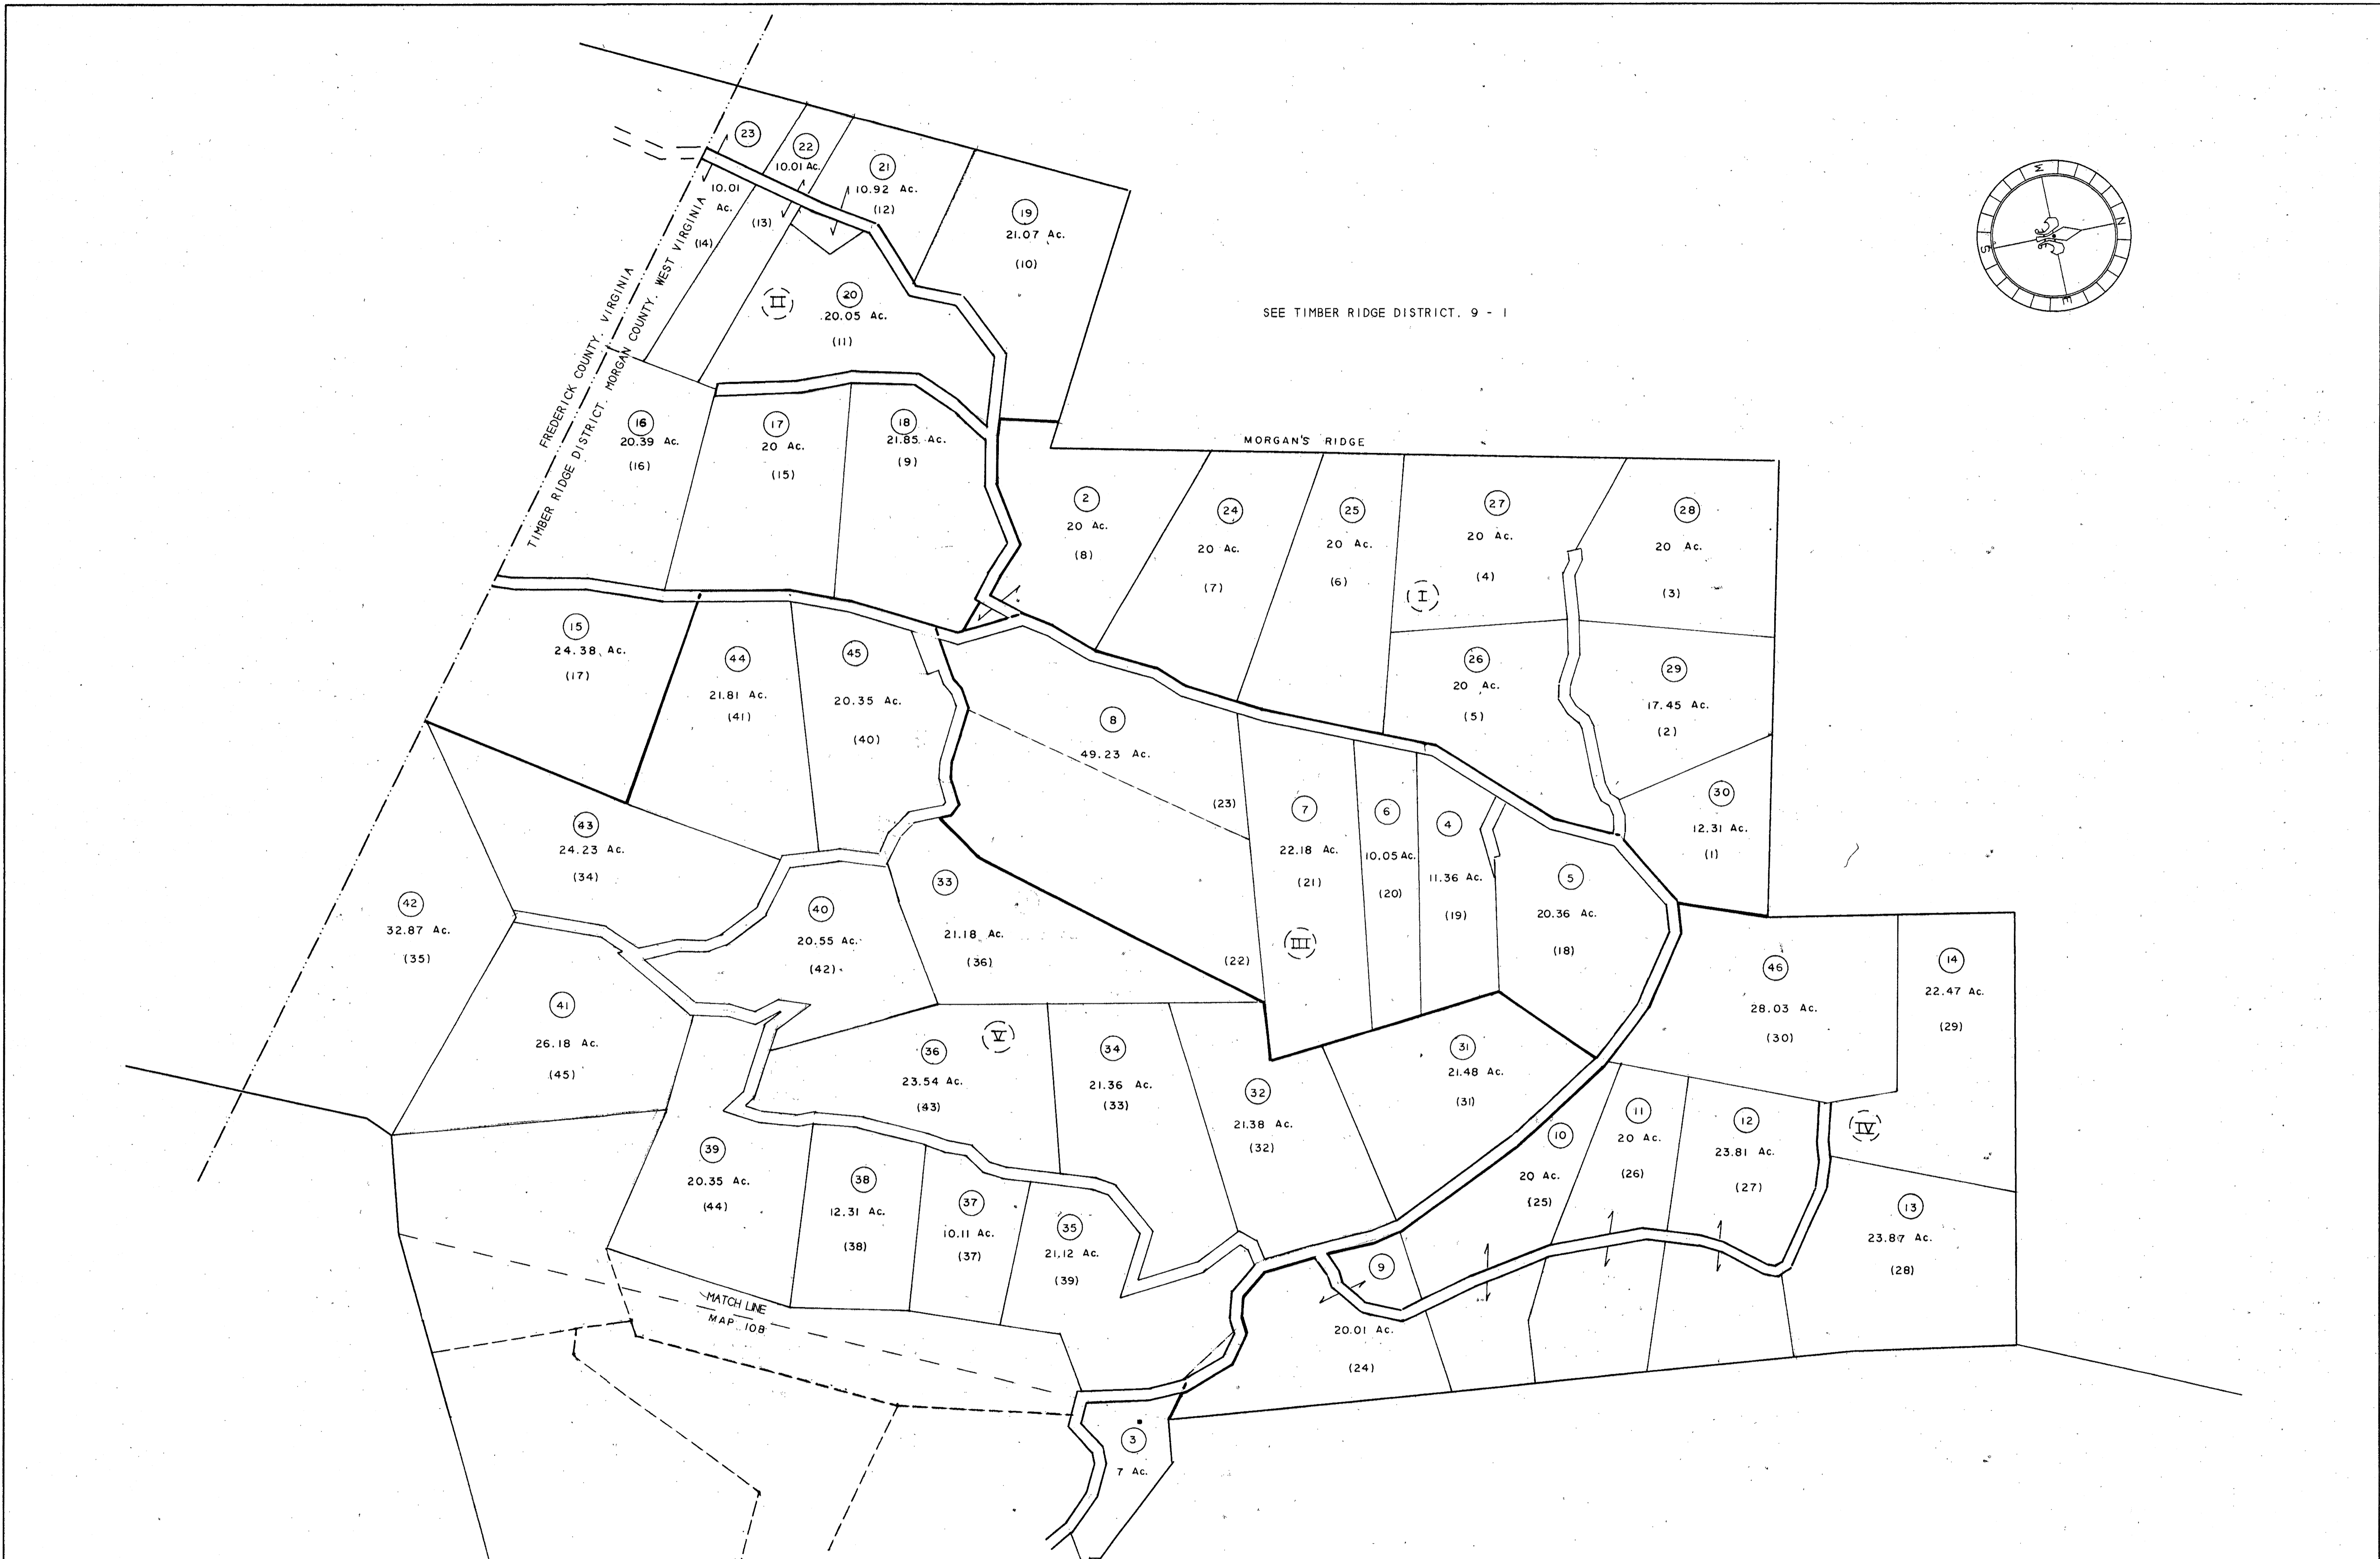 23
22
10.01 Ac.
21
10.92 Ac.
(12)
19
21.07 Ac.
(10)
10.01
Ac.
(14)
(13)
W
N
S
E
II
20
20.05 Ac.
(11)
SEE TIMBER RIDGE DISTRICT. 9 - 1
FREDERICK COUNTY. VIRGINIA
TIMBER RIDGE DISTRICT. MORGAN COUNTY. WEST VIRGINIA
16
20.39 Ac.
(16)
17
20 Ac.
(15)
18
21.85 Ac.
(9)
MORGAN'S RIDGE
2
20 Ac.
(8)
24
20 Ac.
(7)
25
20 Ac.
(6)
27
20 Ac.
(4)
28
20 Ac.
(3)
I
15
24.38 Ac.
(17)
44
21.81 Ac.
(41)
45
20.35 Ac.
(40)
26
20 Ac.
(5)
29
17.45 Ac.
(2)
8
49.23 Ac.
(23)
(22)
7
22.18 Ac.
(21)
6
10.05 Ac.
(20)
4
11.36 Ac.
(19)
5
20.36 Ac.
(18)
30
12.31 Ac.
(1)
III
43
24.23 Ac.
(34)
42
32.87 Ac.
(35)
40
20.55 Ac.
(42)
33
21.18 Ac.
(36)
46
28.03 Ac.
(30)
14
22.47 Ac.
(29)
41
26.18 Ac.
(45)
V
36
23.54 Ac.
(43)
34
21.36 Ac.
(33)
32
21.38 Ac.
(32)
31
21.48 Ac.
(31)
39
20.35 Ac.
(44)
38
12.31 Ac.
(38)
37
10.11 Ac.
(37)
35
21.12 Ac.
(39)
10
20 Ac.
(25)
11
20 Ac.
(26)
12
23.81 Ac.
(27)
IV
13
23.87 Ac.
(28)
9
20.01 Ac.
(24)
MATCH LINE
MAP 10B
3
7 Ac.